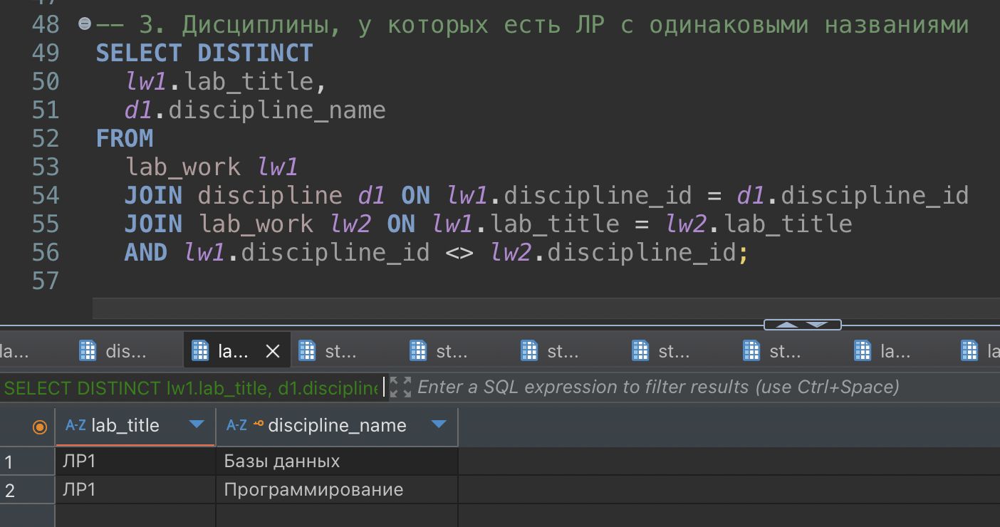 47
48 -- 3. Дисциплины, у которых есть ЛР с одинаковыми названиями
49 SELECT DISTINCT
50 lw1.lab_title,
51 d1.discipline_name
52 FROM
53 lab_work lw1
54 JOIN discipline d1 ON lw1.discipline_id = d1.discipline_id
55 JOIN lab_work lw2 ON lw1.lab_title = lw2.lab_title
56 AND lw1.discipline_id <> lw2.discipline_id;
57
la... dis... la... st... st... st... st... st... la... la
SELECT DISTINCT lw1.lab_title, d1.discipline Enter a SQL expression to filter results (use Ctrl+Space)
A-Z lab_title A-Z discipline_name
1 ЛР1 Базы данных
2 ЛР1 Программирование